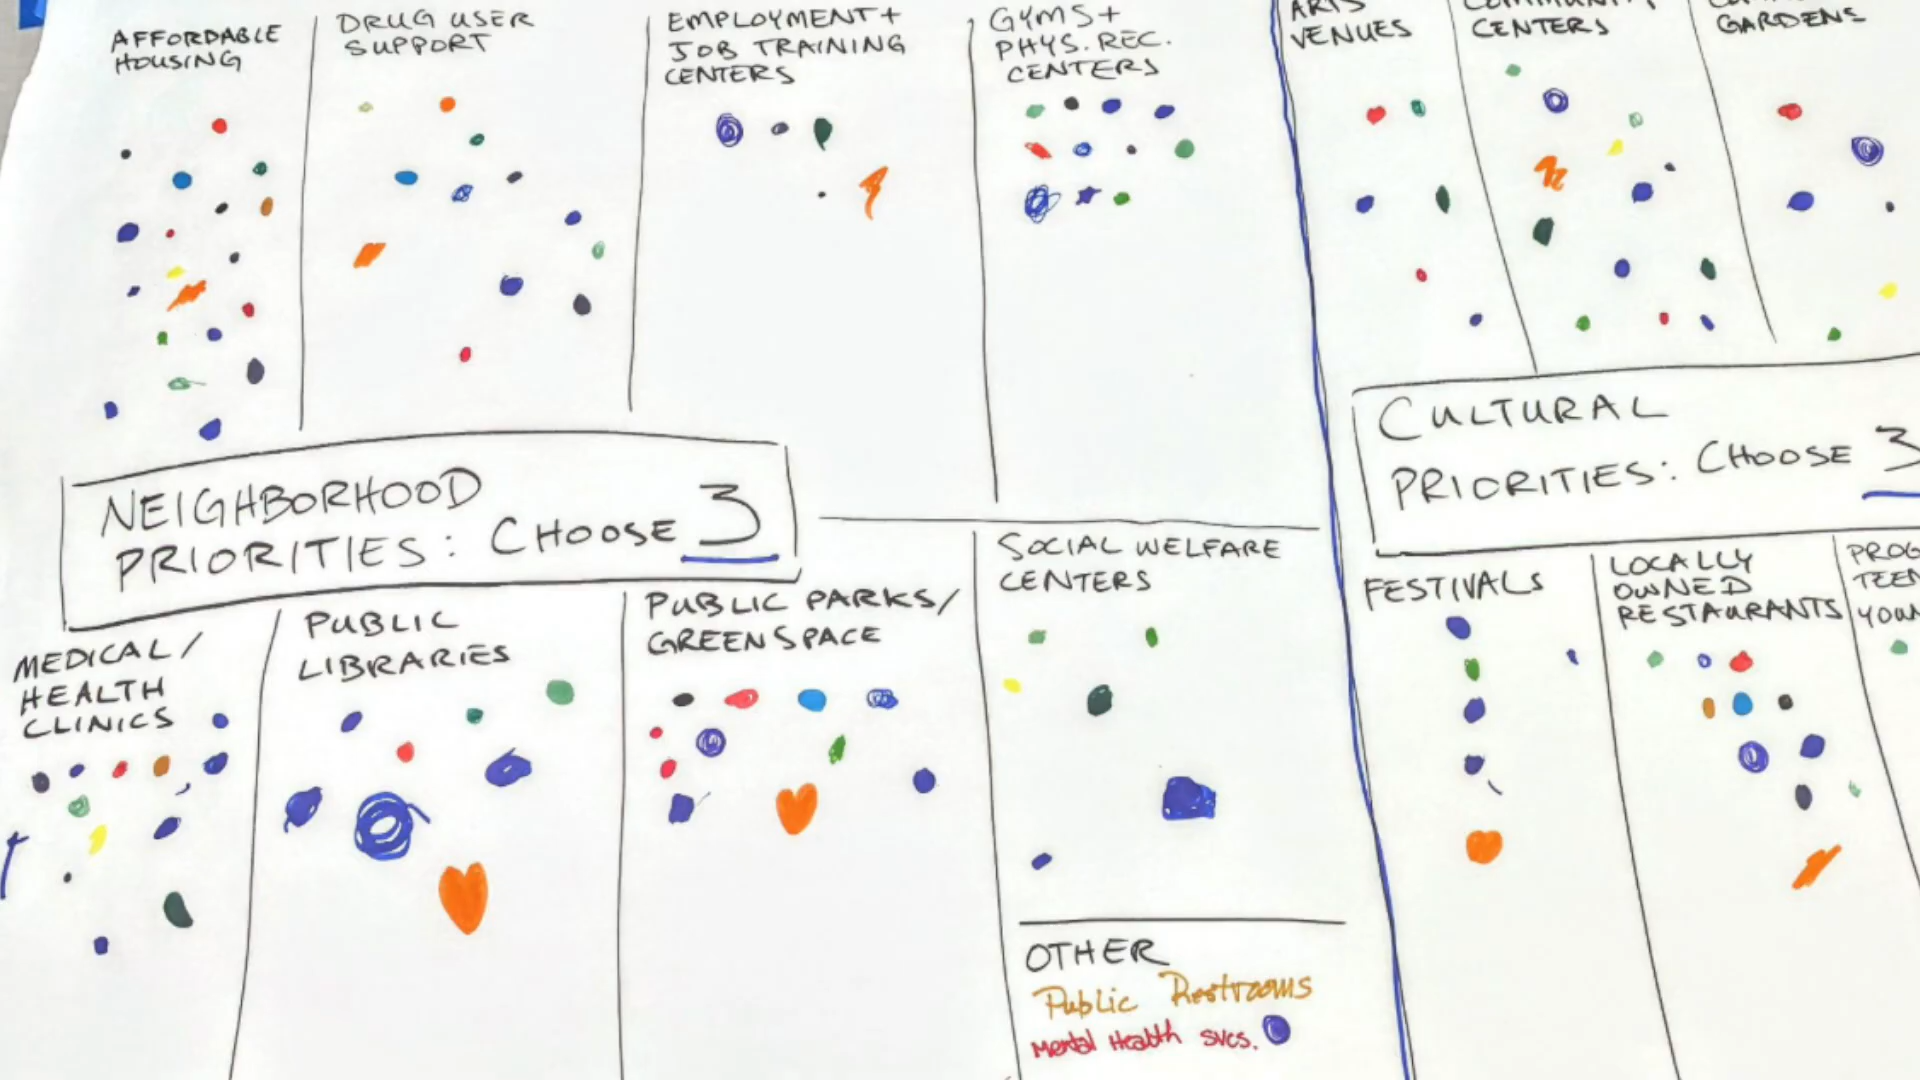 AFFORDABLE
HOUSING
DRUG USER
SUPPORT
EMPLOYMENT +
JOB TRAINING
CENTERS
GYMS +
PHYS. REC.
CENTERS
ARTS
VENUES
CENTERS
GARDENS
NEIGHBORHOOD
PRIORITIES: CHOOSE 3
CULTURAL
PRIORITIES: CHOOSE 3
MEDICAL/
HEALTH
CLINICS
PUBLIC
LIBRARIES
PUBLIC PARKS/
GREENSPACE
SOCIAL WELFARE
CENTERS
OTHER
Public Restrooms
Mental Health SVCS.
FESTIVALS
LOCALLY
OWNED
RESTAURANTS